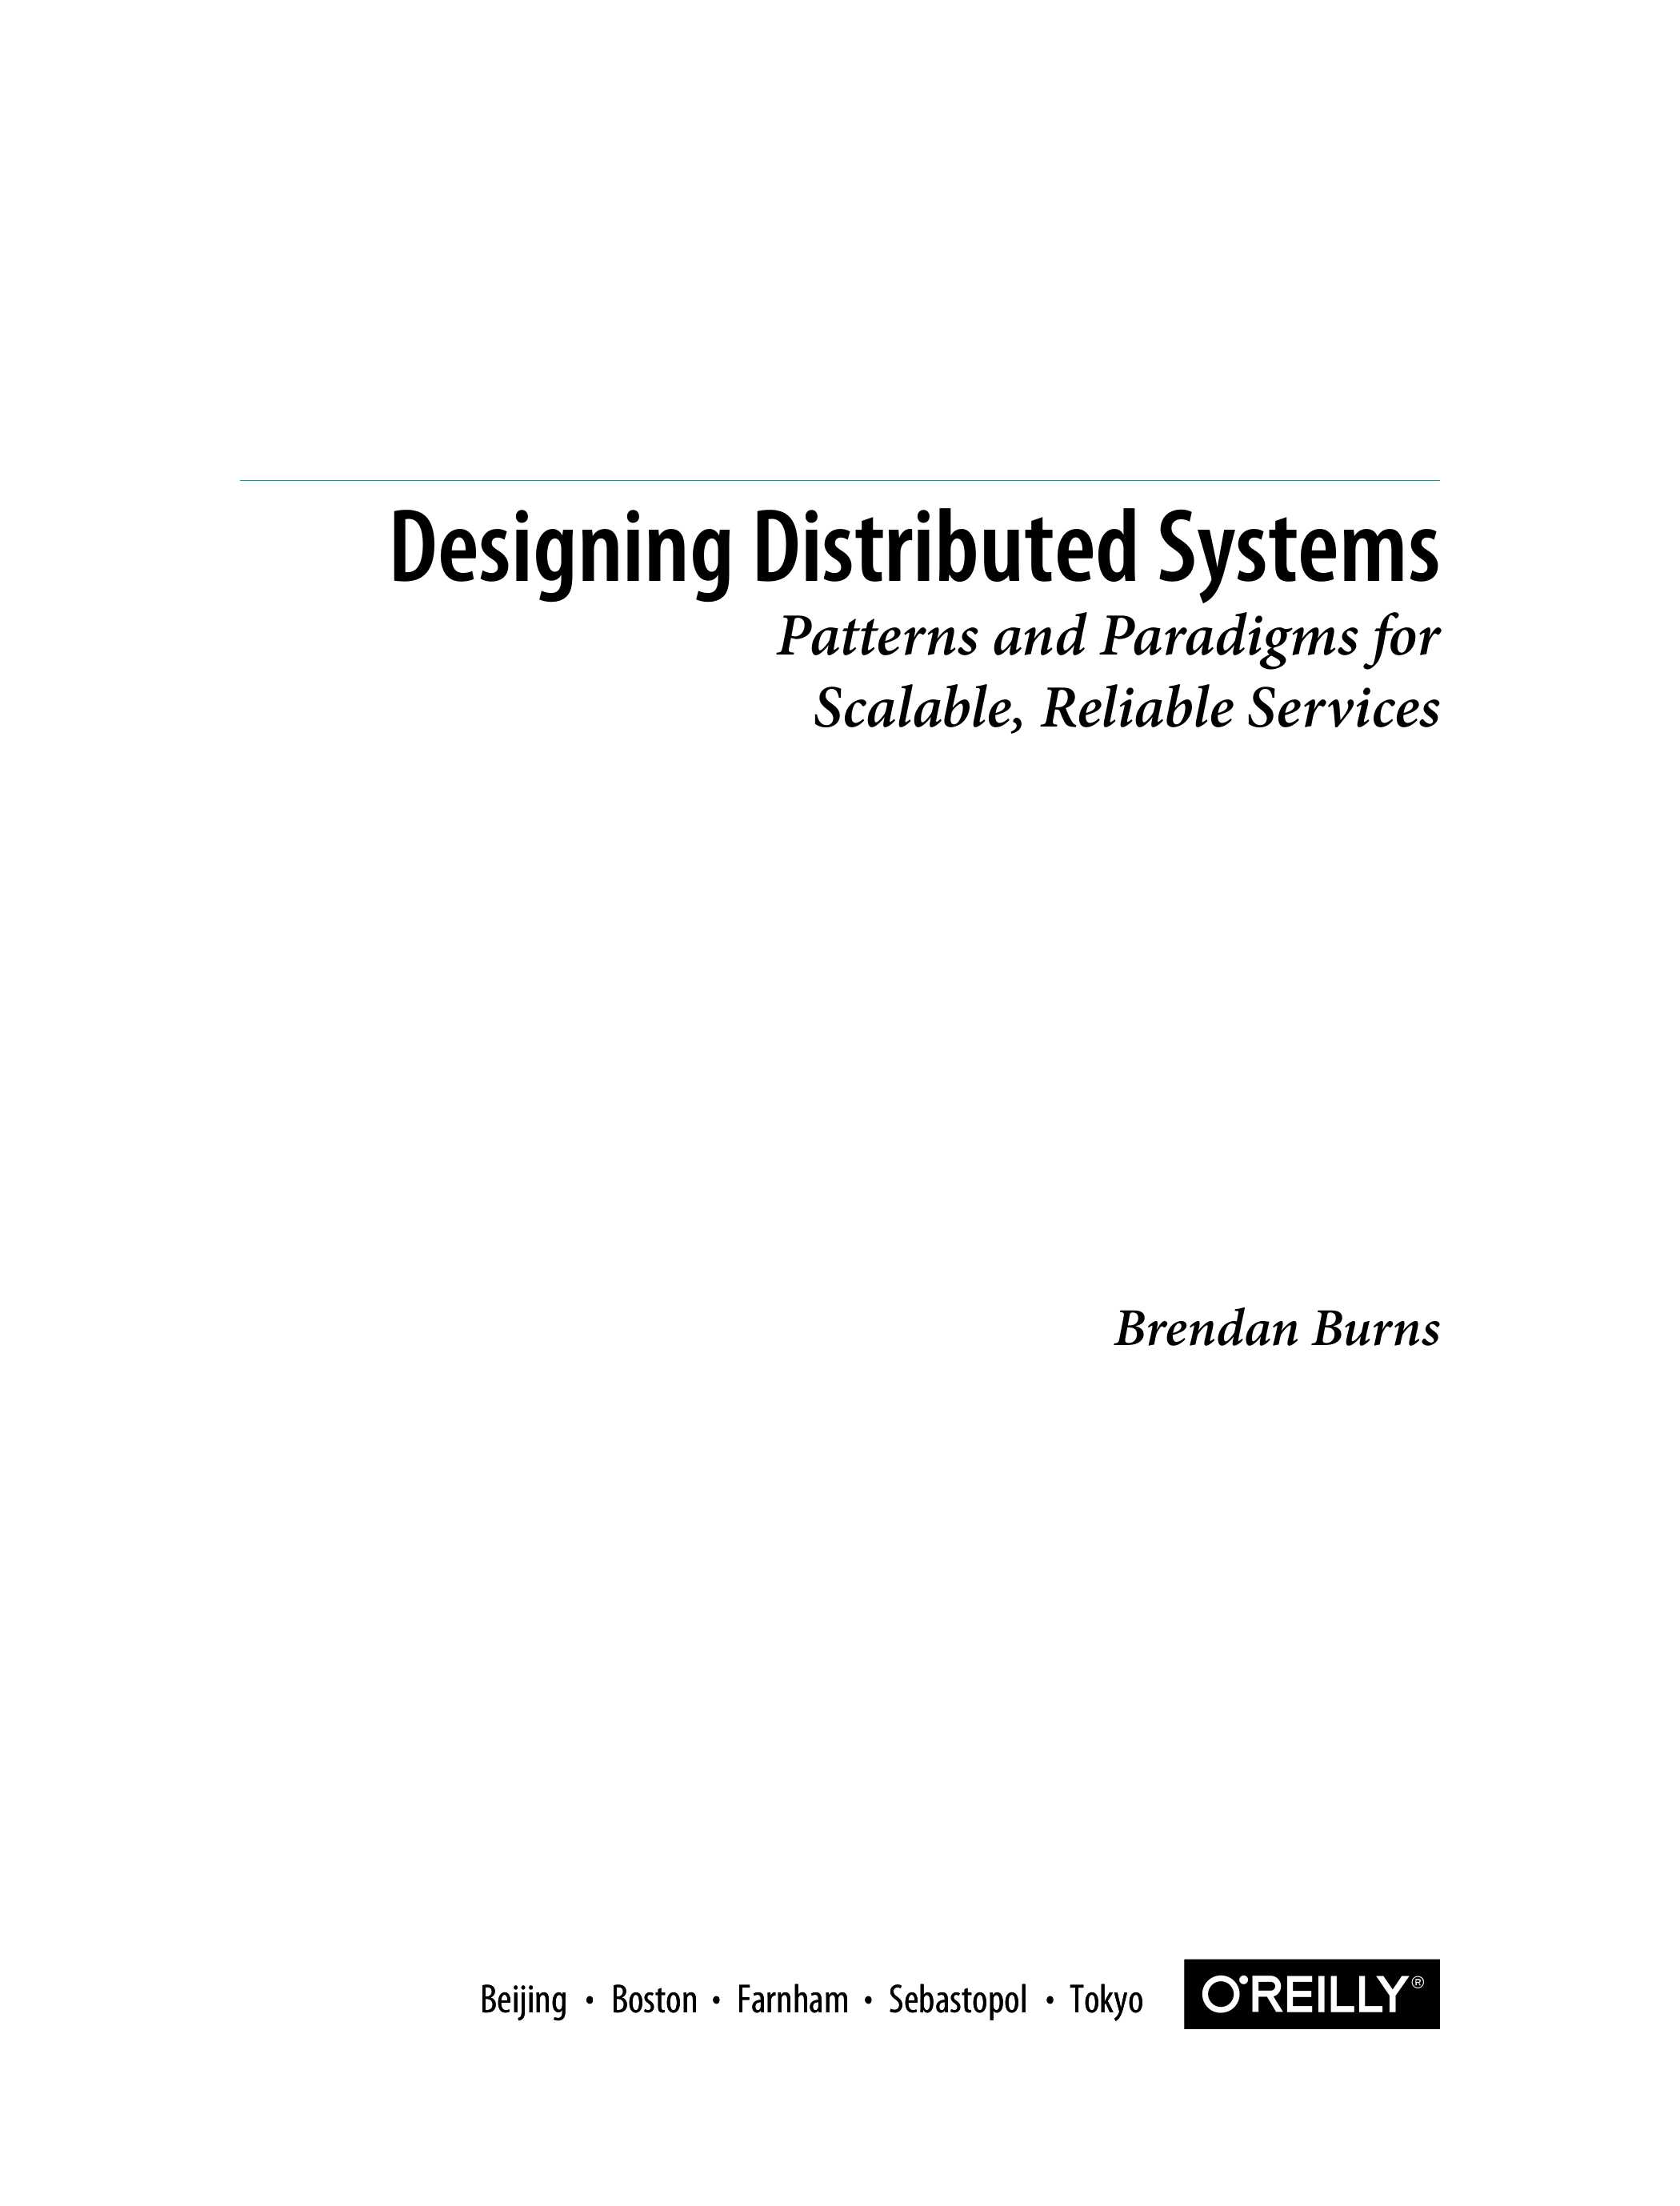 Designing Distributed Systems
Patterns and Paradigms for
Scalable, Reliable Services
Brendan Burns
Beijing • Boston • Farnham • Sebastopol • Tokyo O'REILLY®